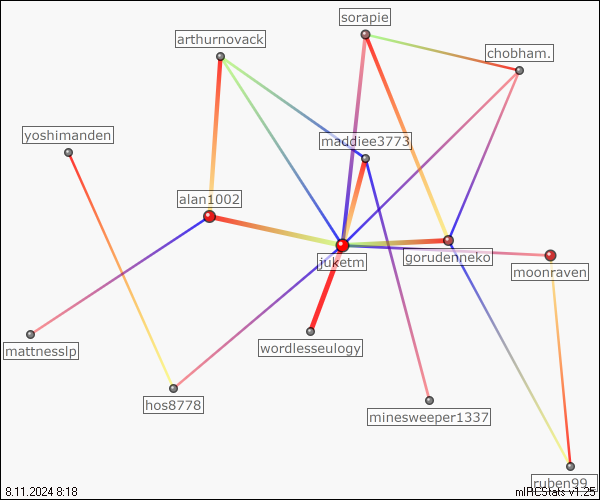 sorapie
arthurnovack
chobham.
yoshimanden
maddiee3773
alan1002
juketm
gorudenneko
moonraven
mattnesslp
wordlesseulogy
hos8778
minesweeper1337
ruben99_
8.11.2024 8:18
mIRCStats v1.25